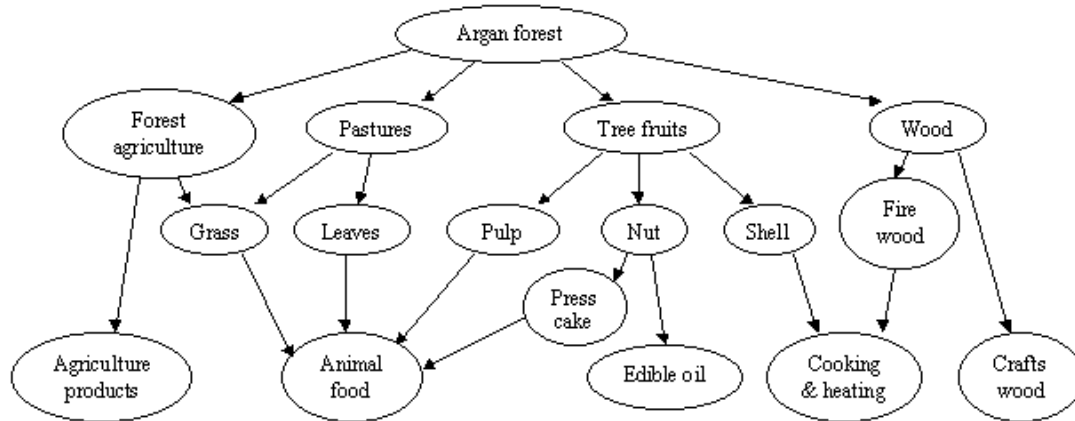 Argan forest
Forest
agriculture
Pastures
Tree fruits
Wood
Grass
Leaves
Pulp
Nut
Shell
Fire
wood
Press
cake
Agriculture
products
Animal
food
Edible oil
Cooking
& heating
Crafts
wood